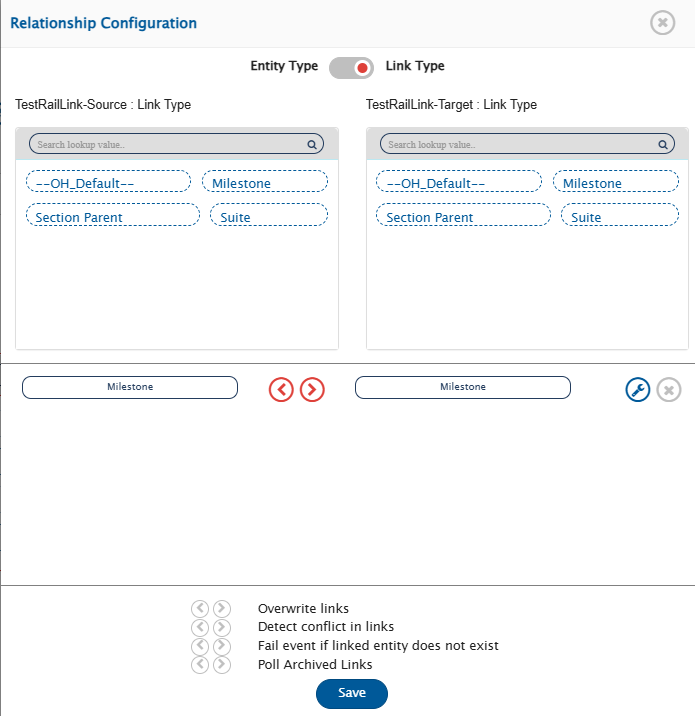 Relationship Configuration
Entity Type Link Type
TestRailLink-Source : Link Type TestRailLink-Target : Link Type
Search lookup value.. Search lookup value..
--OH_Default-- Milestone --OH_Default-- Milestone
Section Parent Suite Section Parent Suite
Milestone Milestone
Overwrite links
Detect conflict in links
Fail event if linked entity does not exist
Poll Archived Links
Save